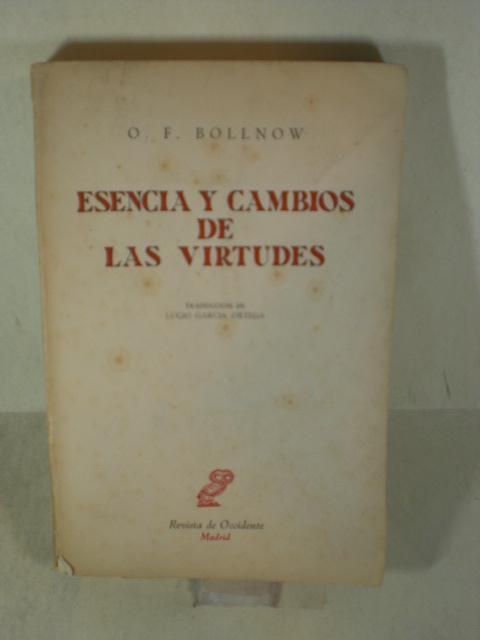 O. F. BOLLNOW
ESENCIA Y CAMBIOS
DE
LAS VIRTUDES
TRADUCCION DE
LUCIO GARCIA ORTEGA
Revista de Occidente
Madrid